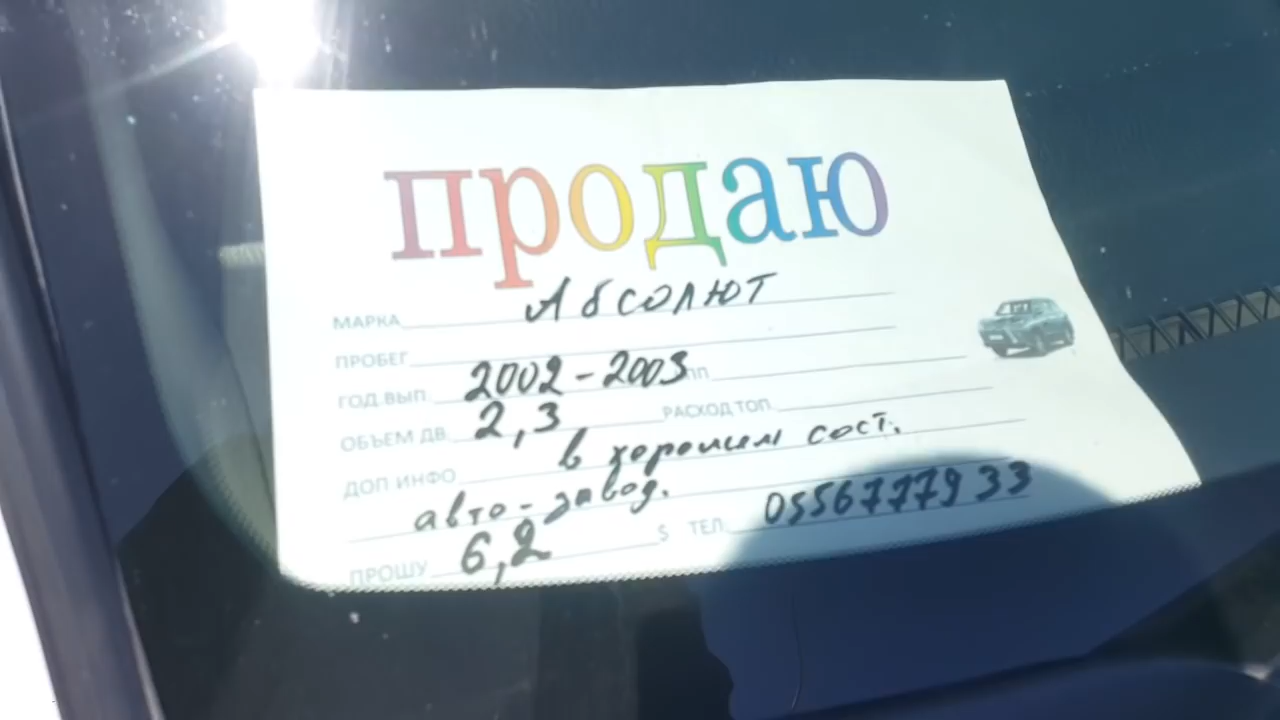 продаю
МАРКА Абсолют
ПРОБЕГ
ГОД ВЫП. 2002-2003
ОБЪЕМ ДВ. 2,3 РАСХОД ТОП.
ДОП ИНФО в хорошем сост.
авто-завод.
ПРОШУ 6,2 $ ТЕЛ. 0556777933